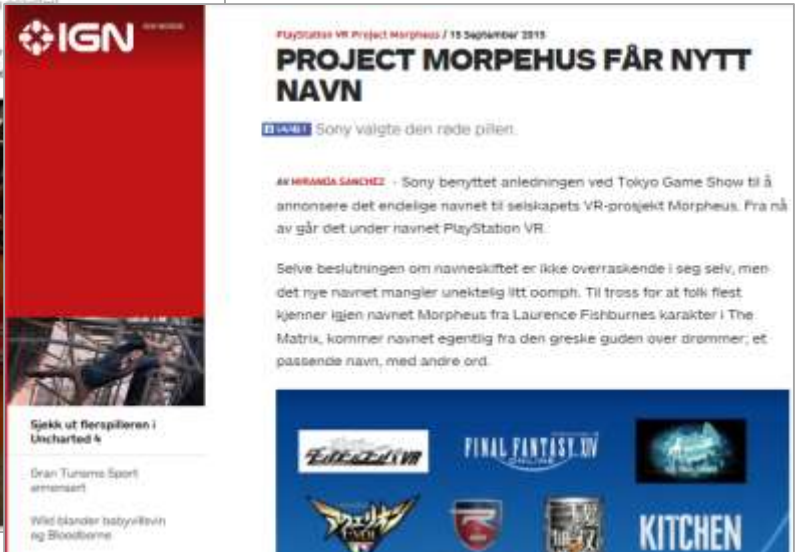 IGN
Sjekk ut flerspilleren i
Uncharted 4
Gran Turismo Sport
annonsert
Wild blander babyvillsvin
og Bloodborne
PlayStation VR Project Morpheus / 15 September 2015
PROJECT MORPEHUS FÅR NYTT
NAVN
Sony valgte den røde pillen.
AV MIRANDA SANCHEZ - Sony benyttet anledningen ved Tokyo Game Show til å
annonsere det endelige navnet til selskapets VR-prosjekt Morpheus. Fra nå
av går det under navnet PlayStation VR.
Selve beslutningen om navneskiftet er ikke overraskende i seg selv, men
det nye navnet mangler unektelig litt oomph. Til tross for at folk flest
kjenner igjen navnet Morpheus fra Laurence Fishburnes karakter i The
Matrix, kommer navnet egentlig fra den greske guden over drømmer; et
passende navn, med andre ord.
VR
FINAL FANTASY XIV
ONLINE
KITCHEN